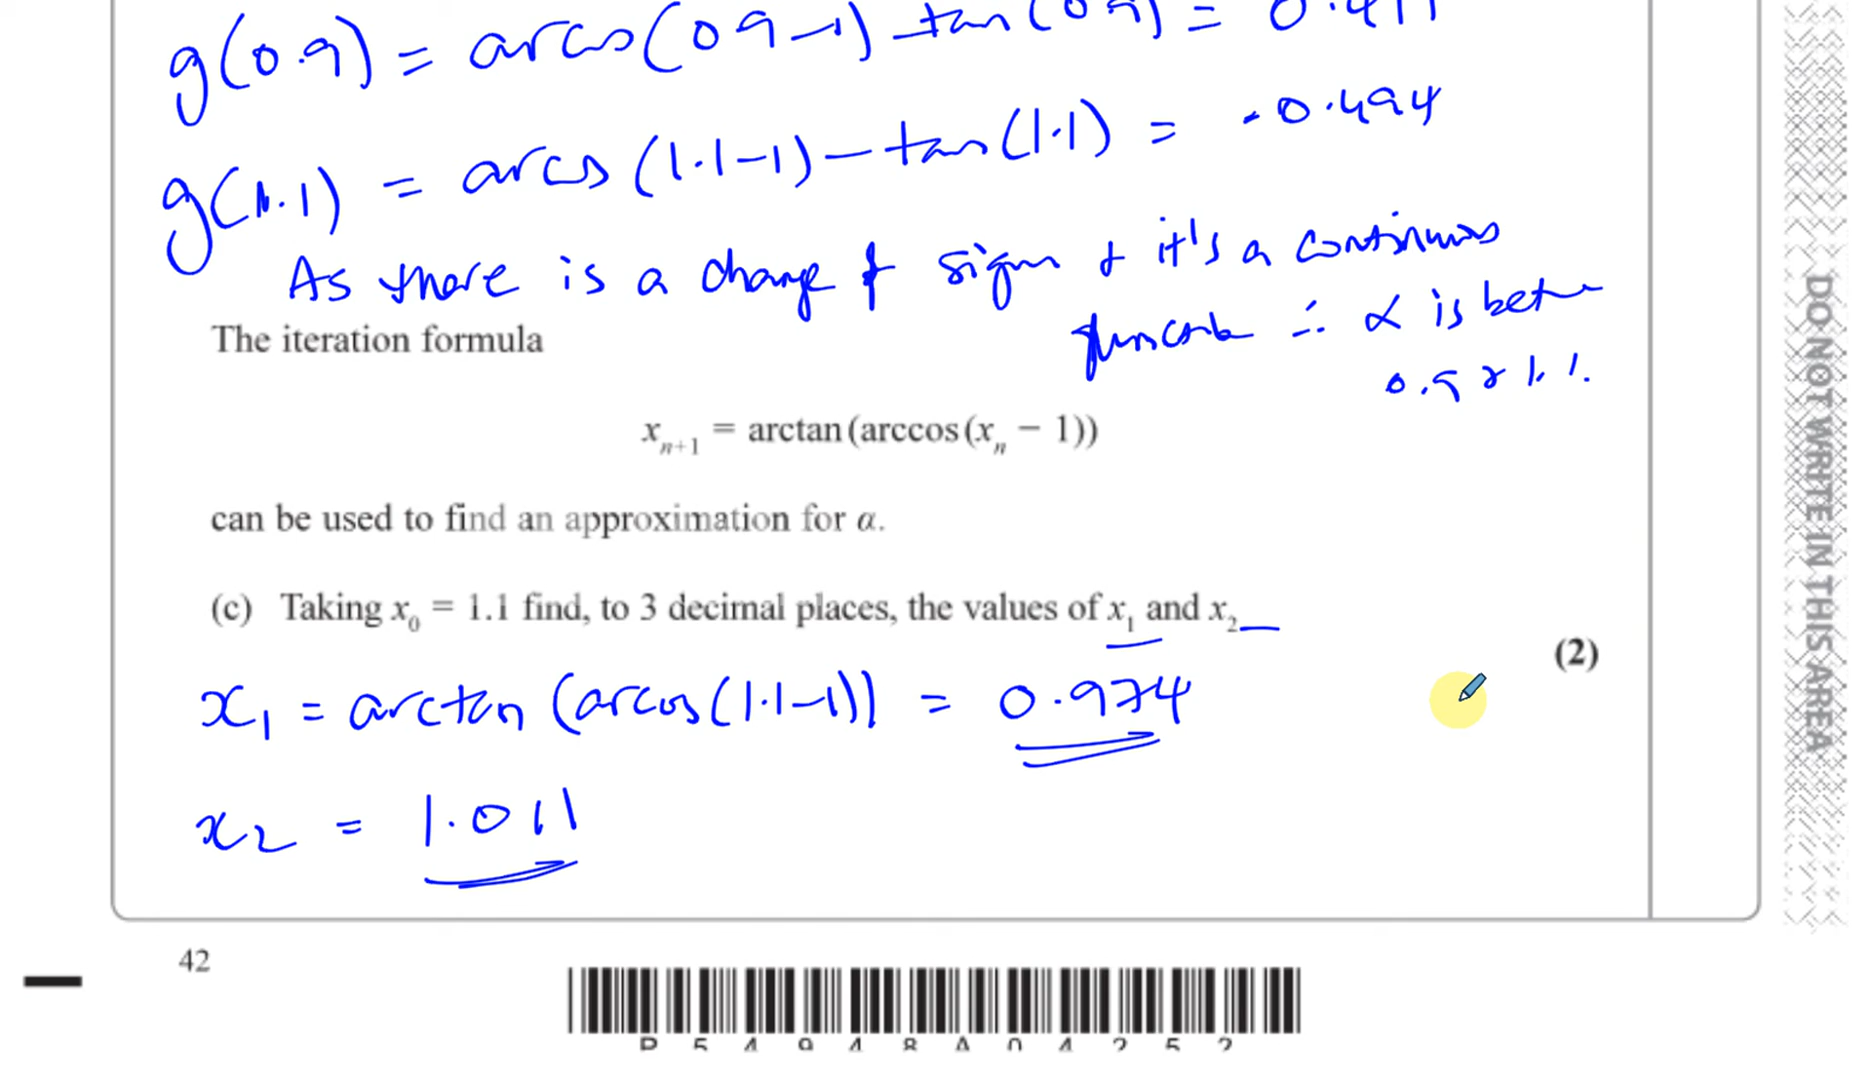 g(0.9) = arcos(0.9-1) - tan(0.9) = 0.411
g(1.1) = arccos(1.1-1) - tan(1.1) = -0.494
As there is a change of sign & it's a continuous
function ∴ α is between
0.9 & 1.1.
The iteration formula
xₙ₊₁ = arctan(arccos(xₙ − 1))
can be used to find an approximation for α.
(c) Taking x₀ = 1.1 find, to 3 decimal places, the values of x₁ and x₂
(2)
x₁ = arctan(arcos(1.1-1)) = 0.974
x₂ = 1.011
42
P54948A04252
DO NOT WRITE IN THIS AREA